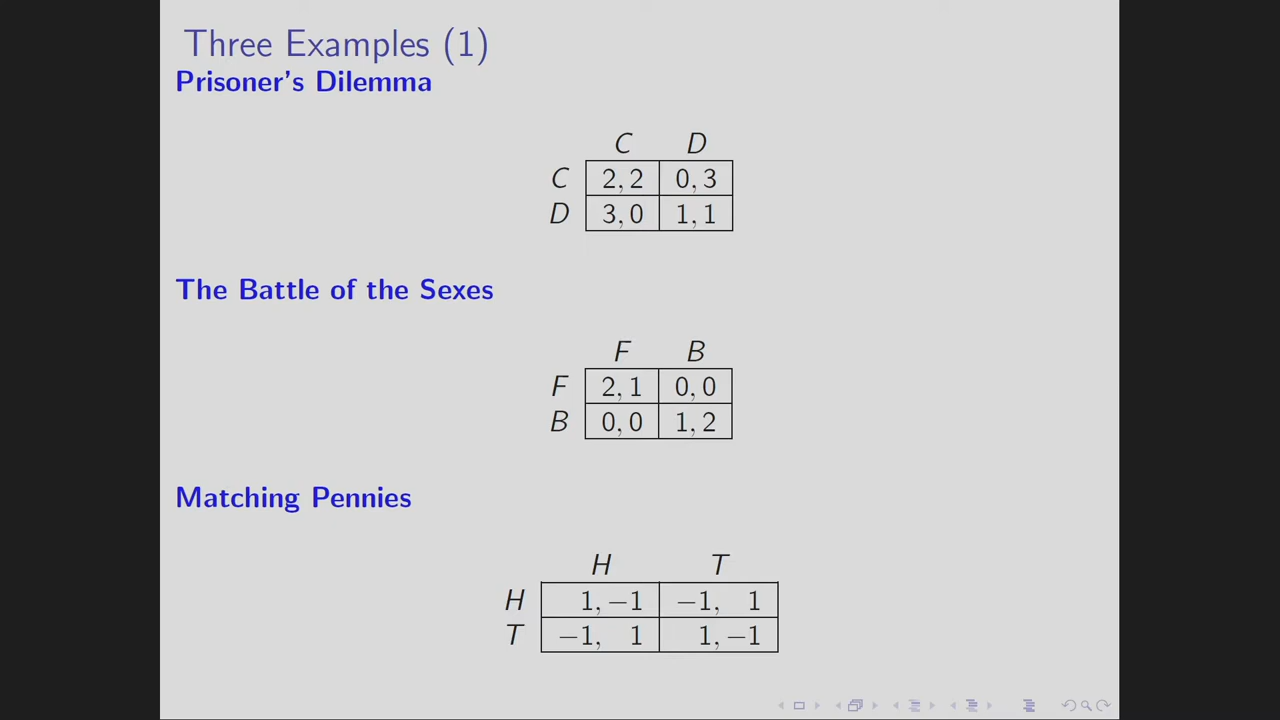 Three Examples (1)
Prisoner's Dilemma
C D
C 2, 2 0, 3
D 3, 0 1, 1
The Battle of the Sexes
F B
F 2, 1 0, 0
B 0, 0 1, 2
Matching Pennies
H T
H 1, −1 −1, 1
T −1, 1 1, −1